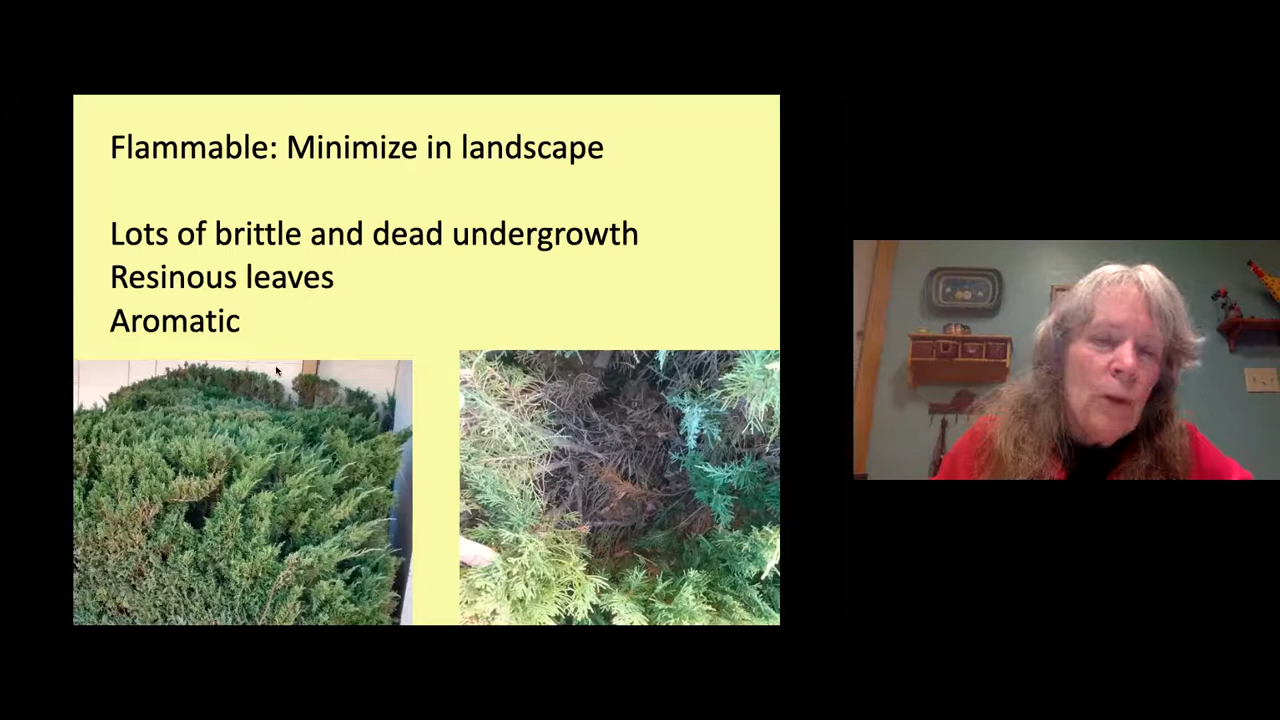 Flammable: Minimize in landscape
Lots of brittle and dead undergrowth
Resinous leaves
Aromatic